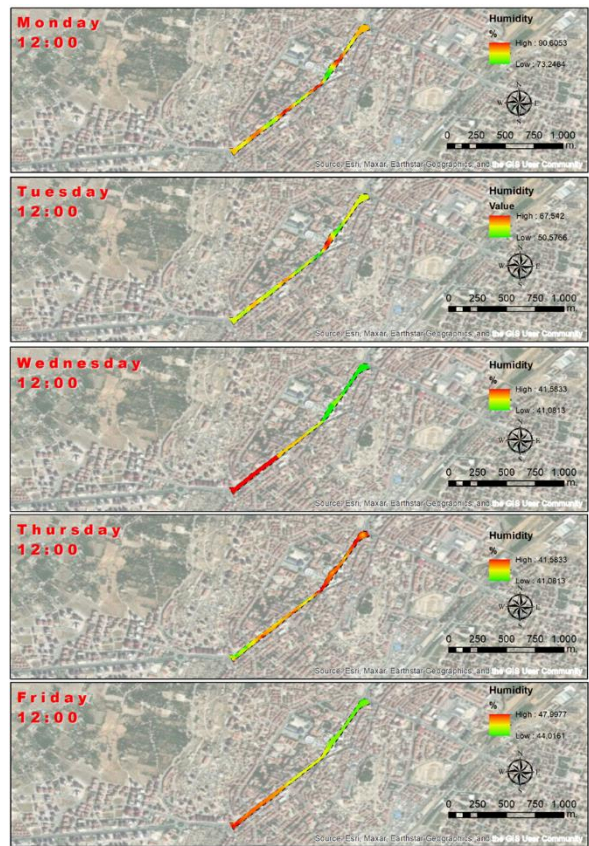 Monday
12:00
Humidity
%
High : 90.6053
Low : 73.2464
N
W E
S
0 250 500 750 1.000
m.
Source: Esri, Maxar, Earthstar Geographics, and the GIS User Community
Tuesday
12:00
Humidity
Value
High : 67.542
Low : 50.5766
N
W E
S
0 250 500 750 1.000
m.
Source: Esri, Maxar, Earthstar Geographics, and the GIS User Community
Wednesday
12:00
Humidity
%
High : 41.5833
Low : 41.0813
N
W E
S
0 250 500 750 1.000
m.
Source: Esri, Maxar, Earthstar Geographics, and the GIS User Community
Thursday
12:00
Humidity
%
High : 41.5833
Low : 41.0813
N
W E
S
0 250 500 750 1.000
m.
Source: Esri, Maxar, Earthstar Geographics, and the GIS User Community
Friday
12:00
Humidity
%
High : 47.9977
Low : 44.0161
N
W E
S
0 250 500 750 1.000
m.
Source: Esri, Maxar, Earthstar Geographics, and the GIS User Community